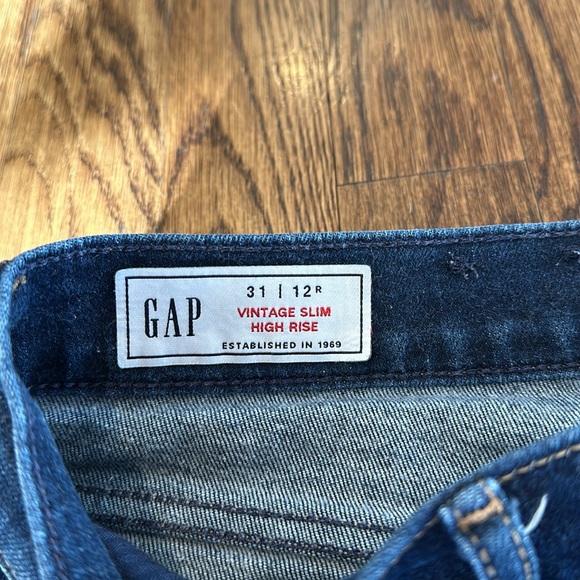 GAP
31 | 12R
VINTAGE SLIM
HIGH RISE
ESTABLISHED IN 1969